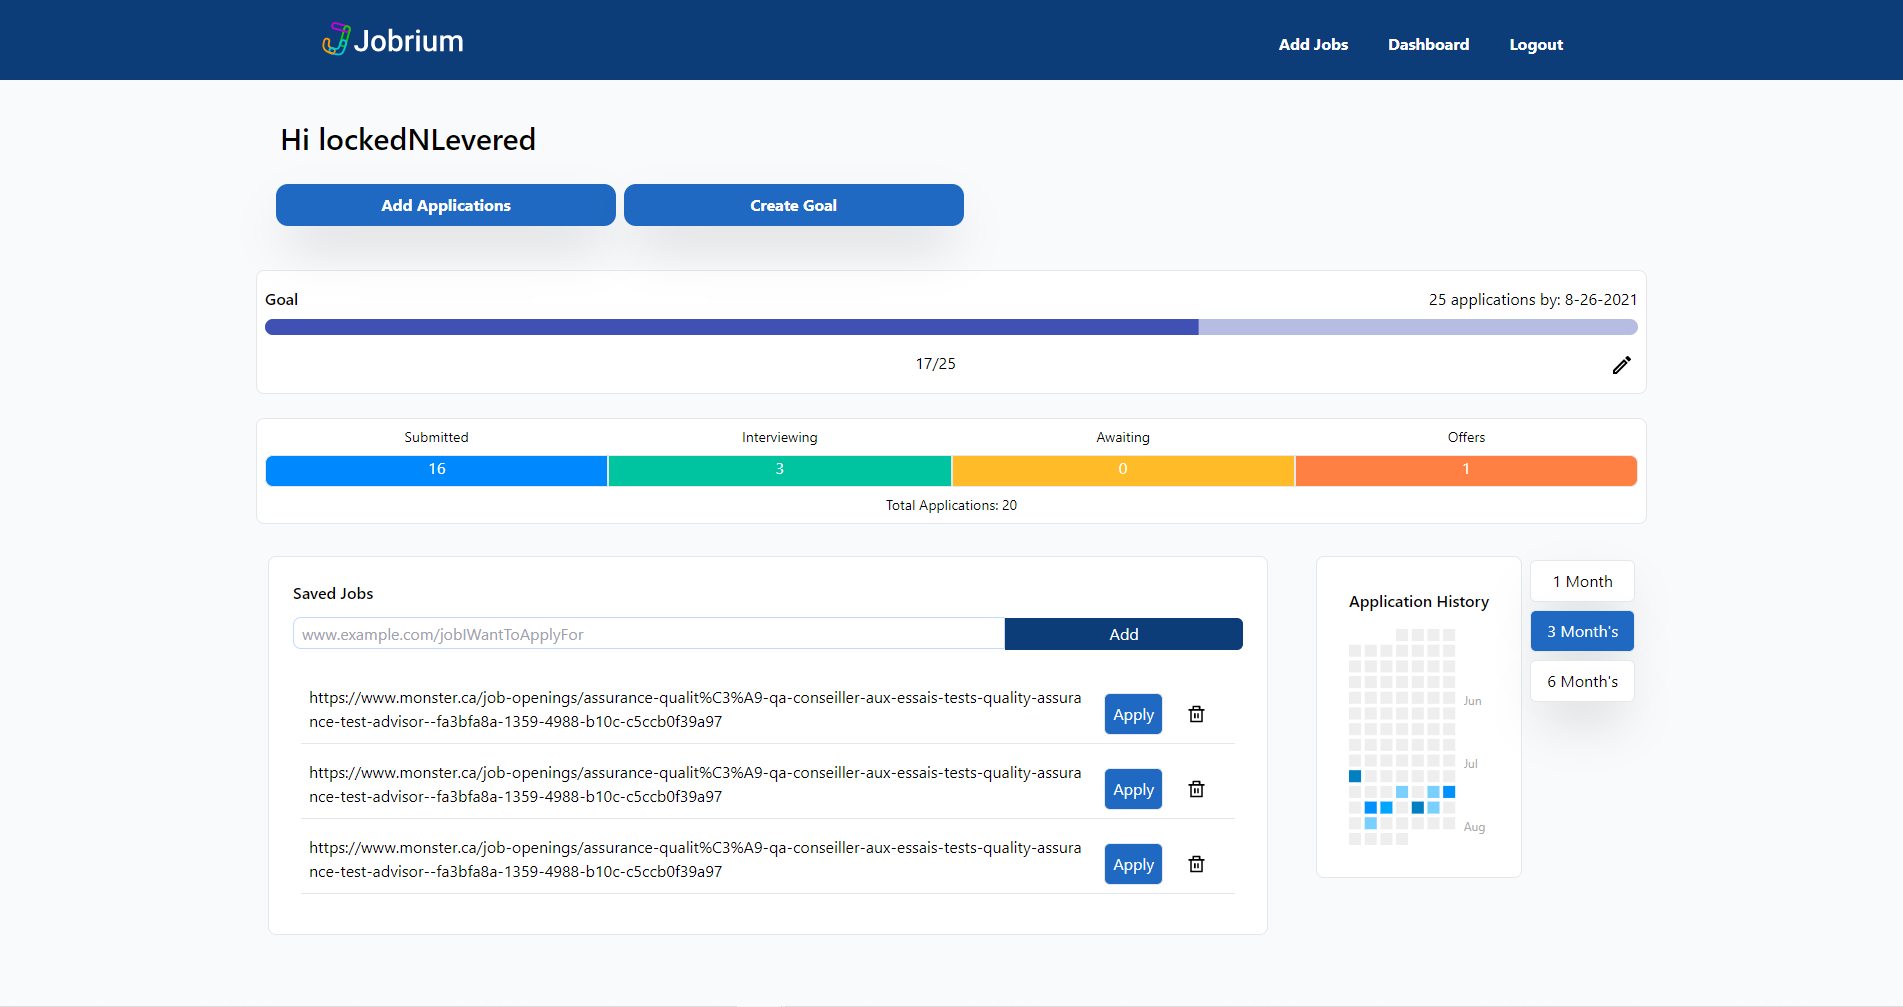 Jobrium
Add Jobs Dashboard Logout
Hi lockedNLevered
Add Applications Create Goal
Goal 25 applications by: 8-26-2021
17/25
Submitted Interviewing Awaiting Offers
16 3 0 1
Total Applications: 20
Saved Jobs
www.example.com/jobIWantToApplyFor Add
https://www.monster.ca/job-openings/assurance-qualit%C3%A9-qa-conseiller-aux-essais-tests-quality-assura
nce-test-advisor--fa3bfa8a-1359-4988-b10c-c5ccb0f39a97
Apply
https://www.monster.ca/job-openings/assurance-qualit%C3%A9-qa-conseiller-aux-essais-tests-quality-assura
nce-test-advisor--fa3bfa8a-1359-4988-b10c-c5ccb0f39a97
Apply
https://www.monster.ca/job-openings/assurance-qualit%C3%A9-qa-conseiller-aux-essais-tests-quality-assura
nce-test-advisor--fa3bfa8a-1359-4988-b10c-c5ccb0f39a97
Apply
Application History
Jun
Jul
Aug
1 Month
3 Month's
6 Month's